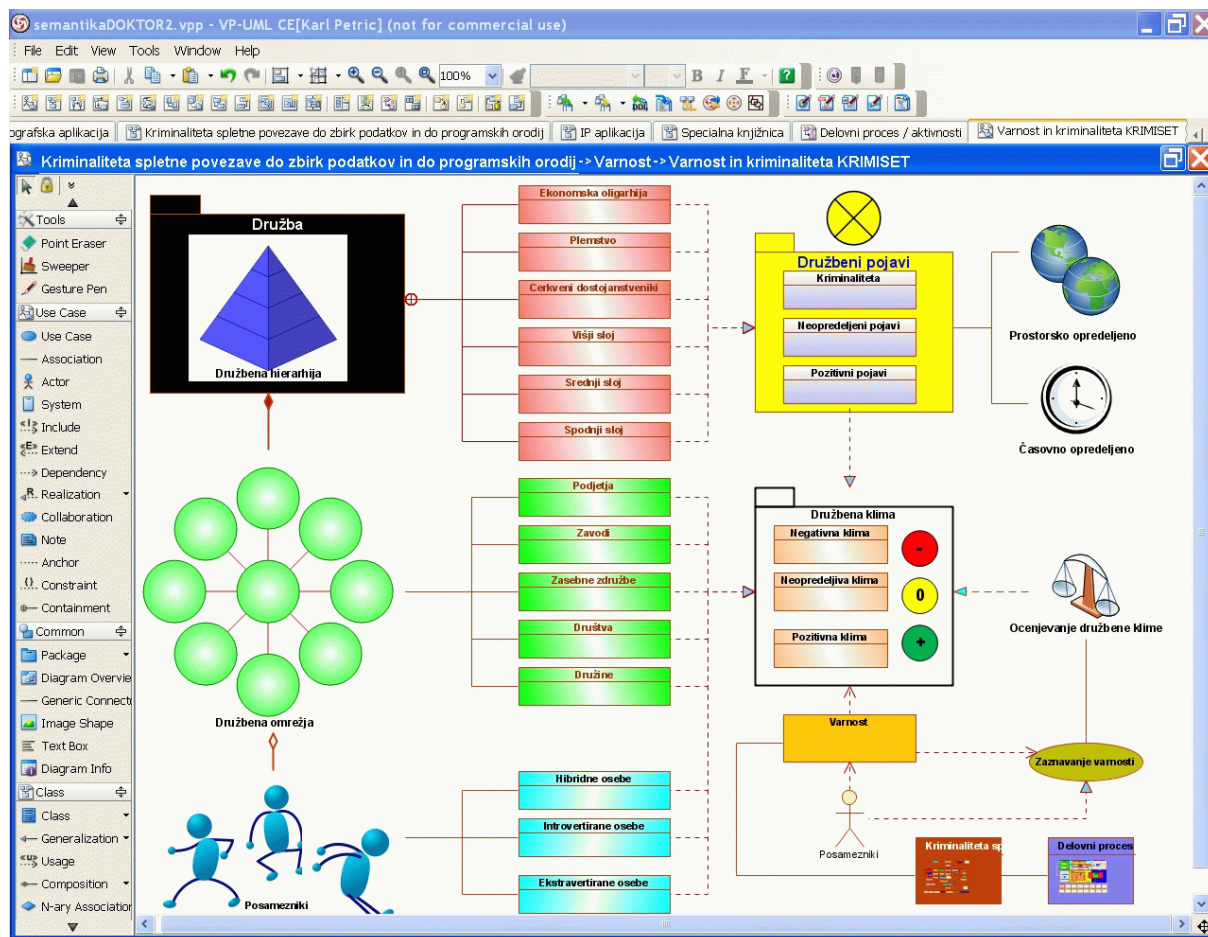 semantikaDOKTOR2.vpp - VP-UML CE[Karl Petric] (not for commercial use)
File Edit View Tools Window Help
100%
B I F
ografska aplikacija
Kriminaliteta spletne povezave do zbirk podatkov in do programskih orodij
IP aplikacija
Specialna knjižnica
Delovni proces / aktivnosti
Varnost in kriminaliteta KRIMISET
Kriminaliteta spletne povezave do zbirk podatkov in do programskih orodij->Varnost->Varnost in kriminaliteta KRIMISET
Tools
Point Eraser
Sweeper
Gesture Pen
Use Case
Use Case
Association
Actor
System
Include
Extend
Dependency
Realization
Collaboration
Note
Anchor
Constraint
Containment
Common
Package
Diagram Overvie
Generic Connect
Image Shape
Text Box
Diagram Info
Class
Class
Generalization
Usage
Composition
N-ary Association
Družba
Družbena hierarhija
Družbena omrežja
Posamezniki
Ekonomska oligarhija
Plemstvo
Cerkveni dostojanstveniki
Višji sloj
Srednji sloj
Spodnji sloj
Podjetja
Zavodi
Zasebne združbe
Društva
Družine
Hibridne osebe
Introvertirane osebe
Ekstravertirane osebe
Družbeni pojavi
Kriminaliteta
Neopredeljeni pojavi
Pozitivni pojavi
Prostorsko opredeljeno
Časovno opredeljeno
Družbena klima
Negativna klima
-
Neopredeljiva klima
0
Pozitivna klima
+
Ocenjevanje družbene klime
Varnost
Zaznavanje varnosti
Posamezniki
Kriminaliteta sp
Delovni proces